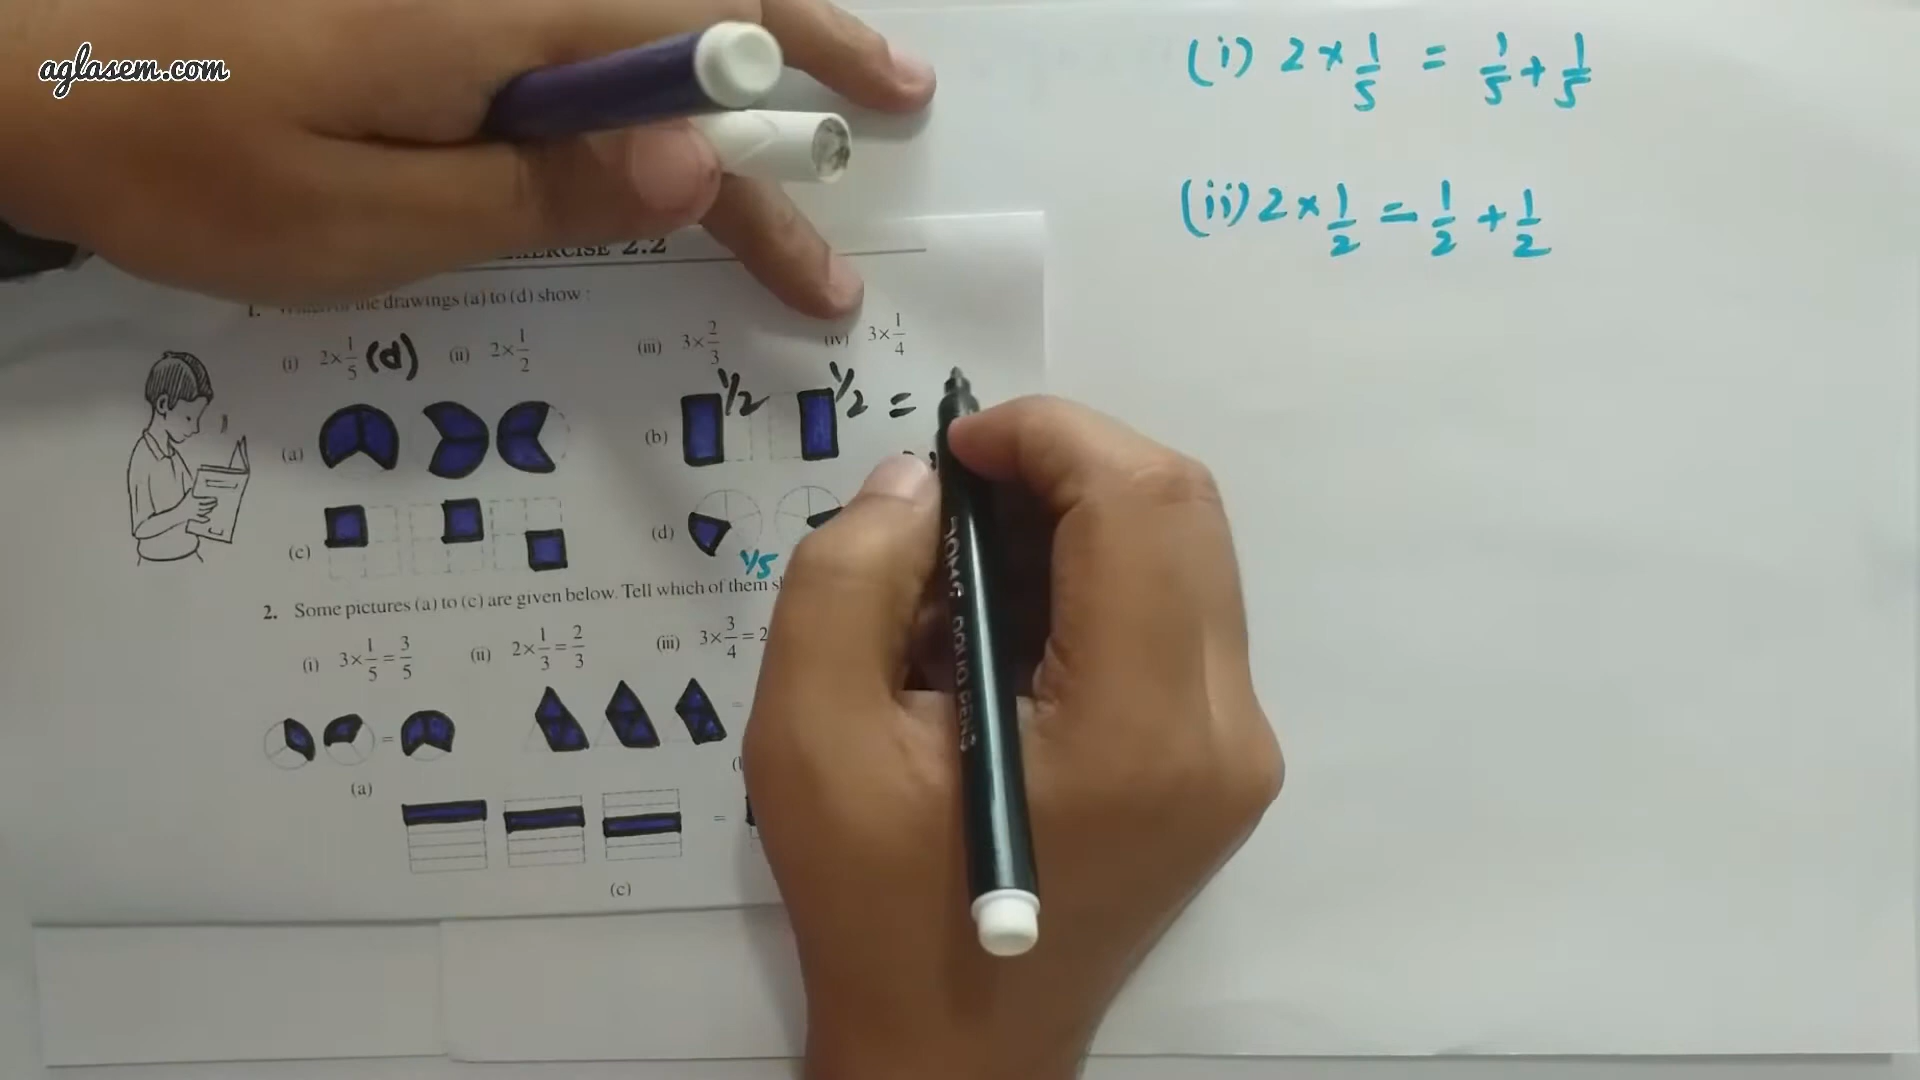 aglasem.com
(i) 2 × 1/5 = 1/5 + 1/5
(ii) 2 × 1/2 = 1/2 + 1/2
EXERCISE 2.2
1. the drawings (a) to (d) show :
(i) 2×1/5 (d) (ii) 2×1/2 (iii) 3×2/3 (iv) 3×1/4
(a) (b) 1/2 1/2 =
(c) (d) 1/5
2. Some pictures (a) to (c) are given below. Tell which of them
(i) 3×1/5=3/5 (ii) 2×1/3=2/3 (iii) 3×3/4=2
= =
(a)
=
(c)